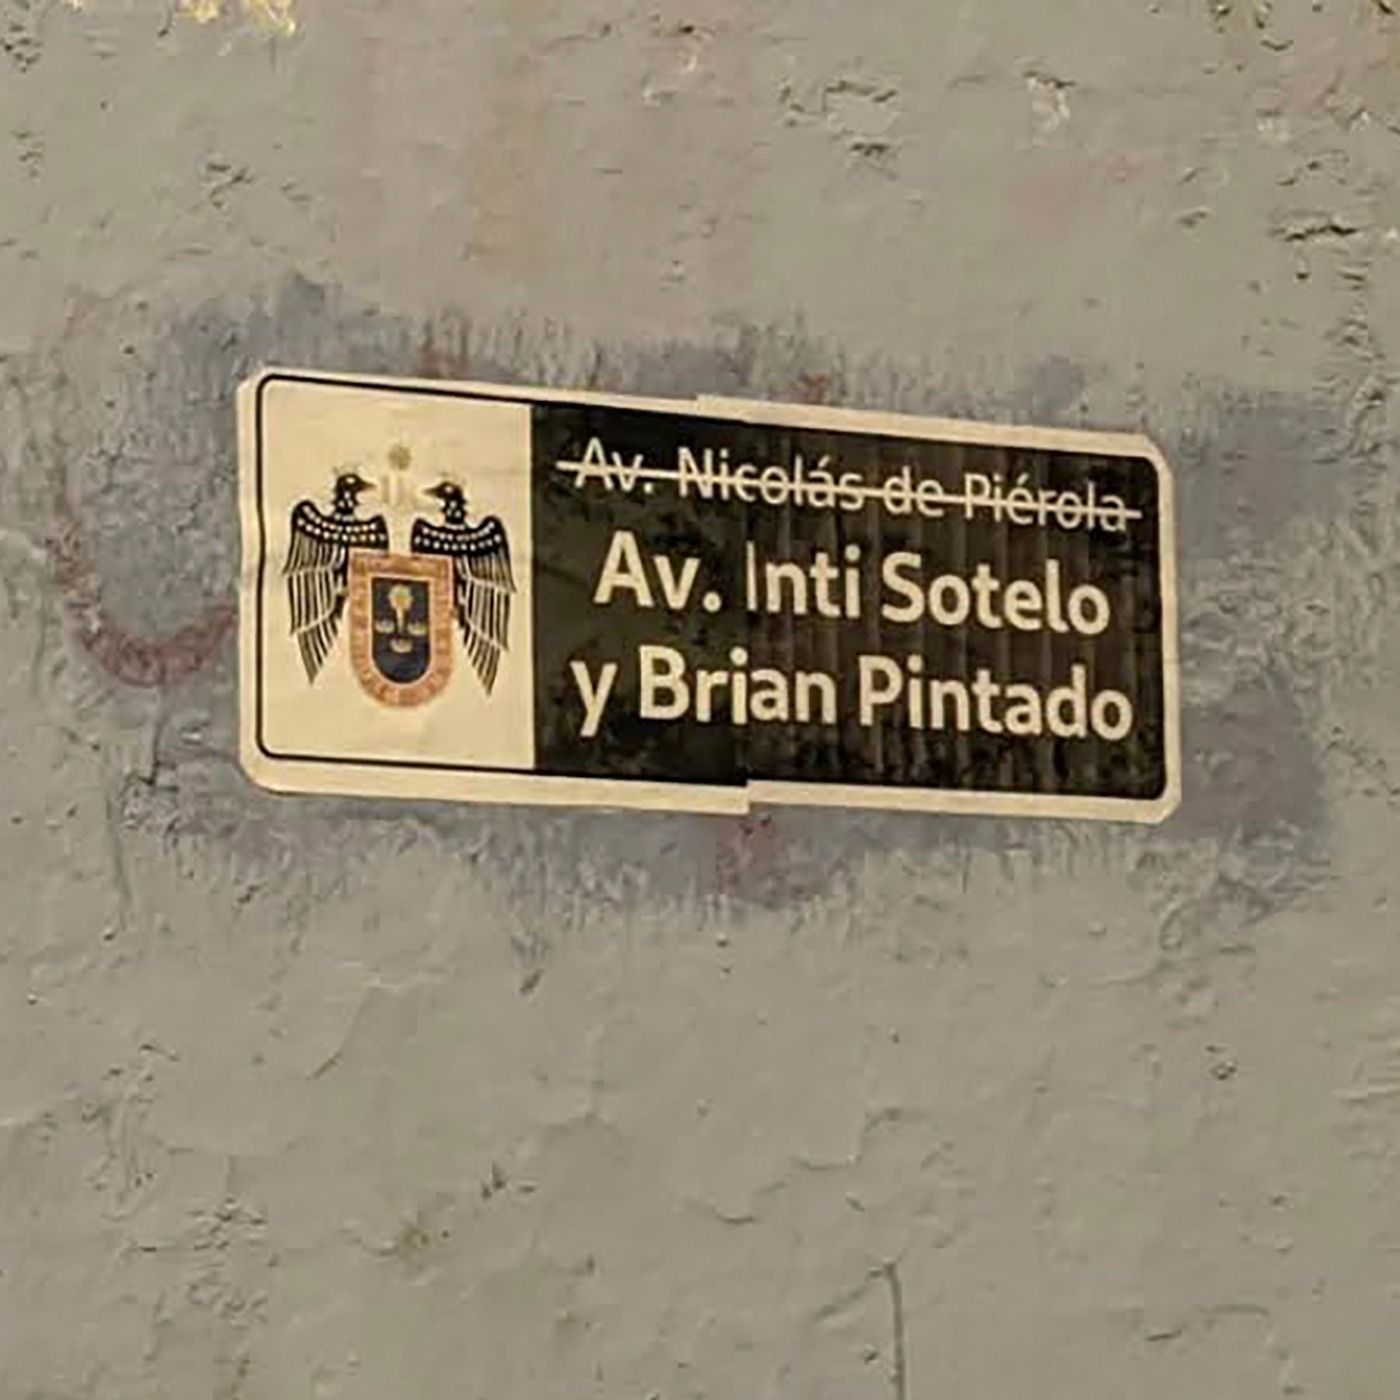 Av. Nicolás de Piérola
Av. Inti Sotelo
y Brian Pintado